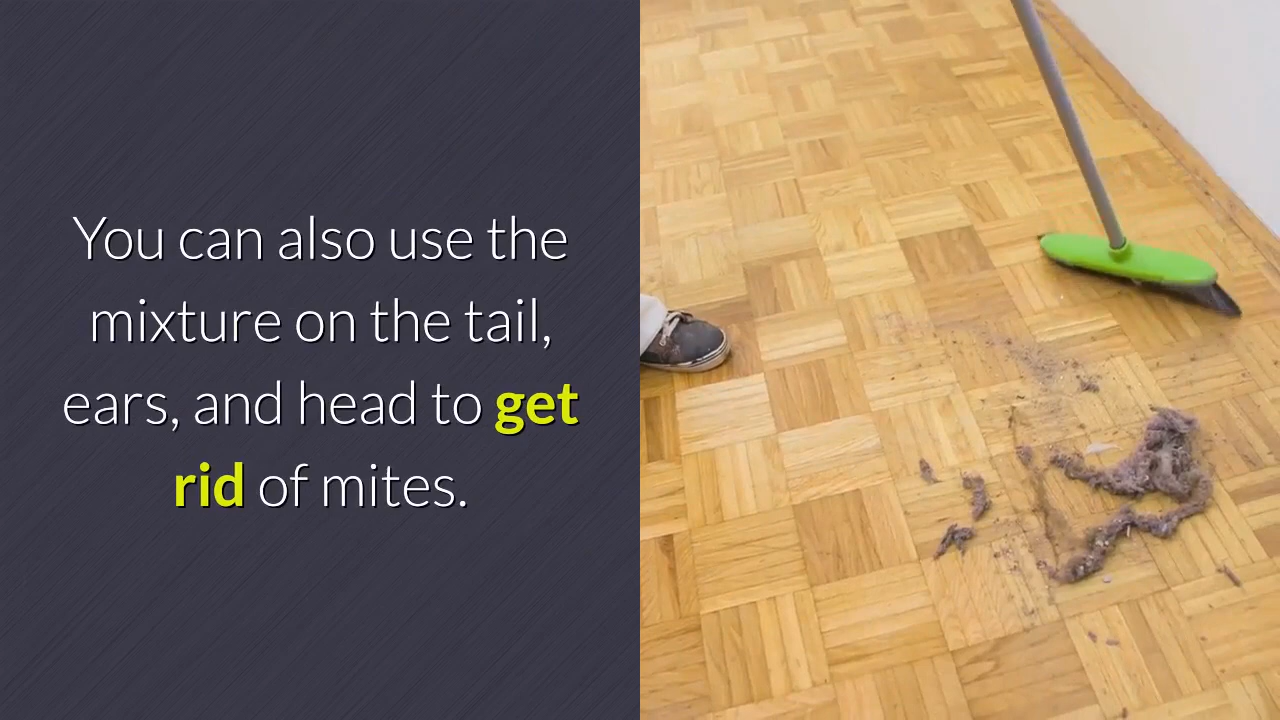 You can also use the
mixture on the tail,
ears, and head to get
rid of mites.